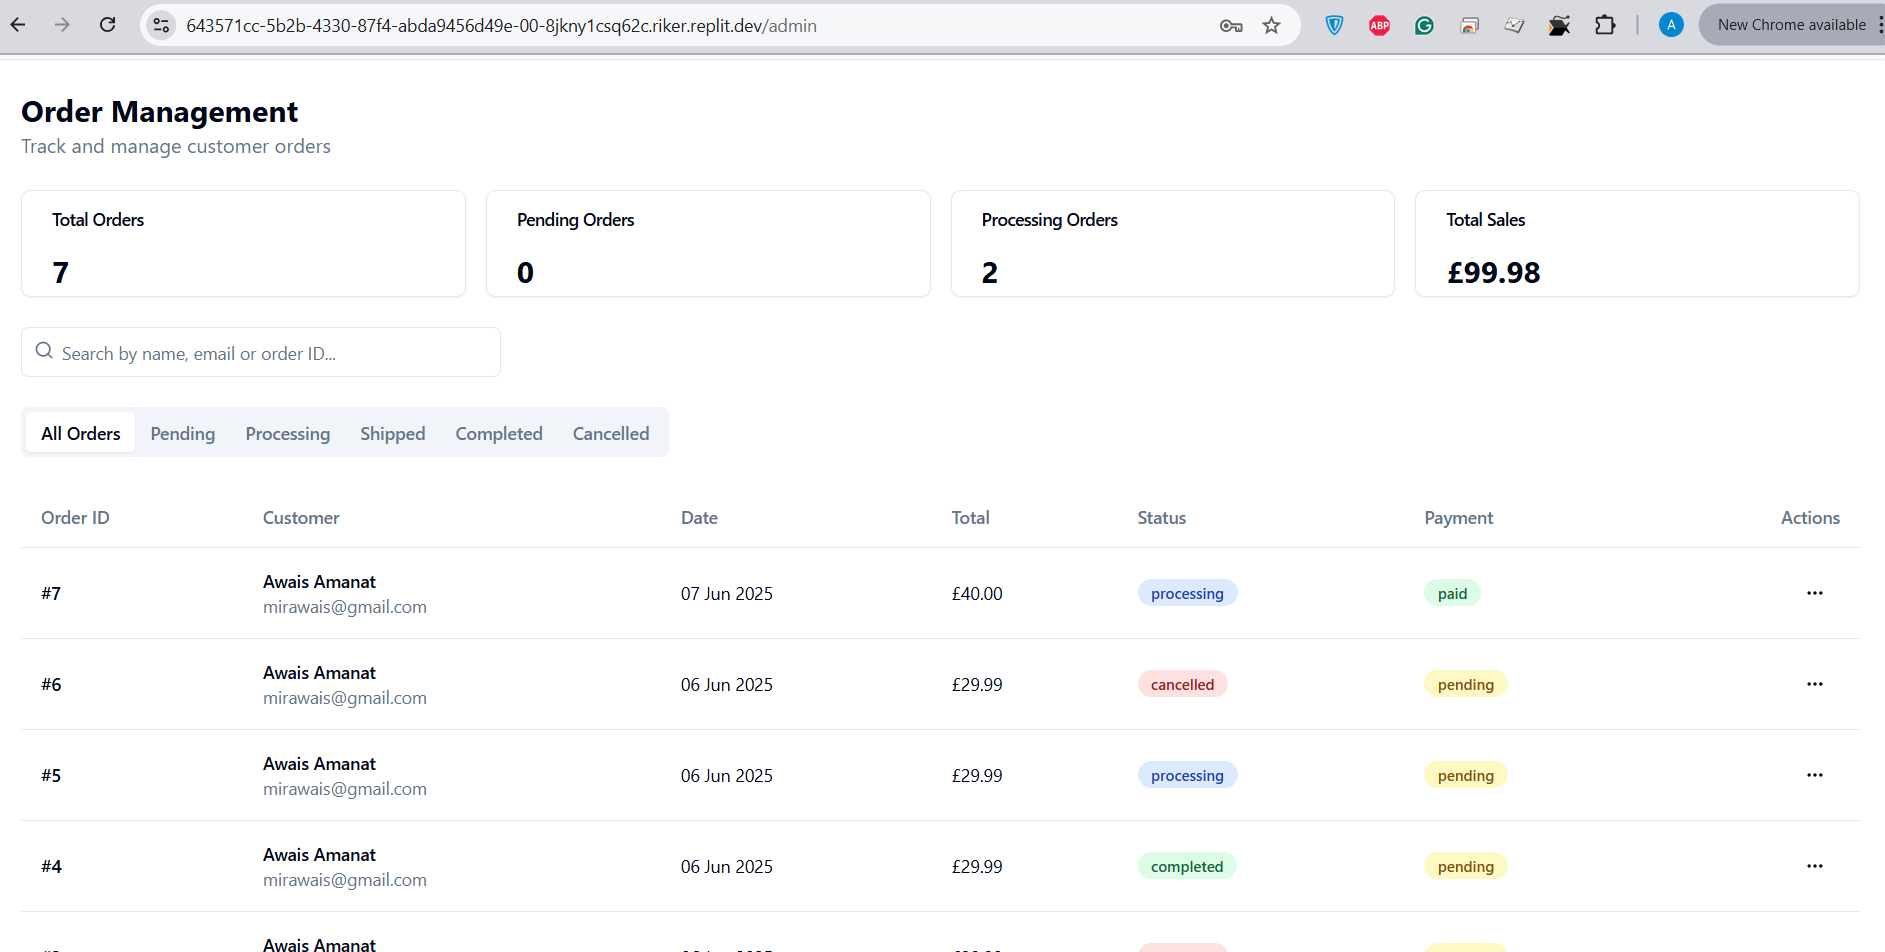 643571cc-5b2b-4330-87f4-abda9456d49e-00-8jkny1csq62c.riker.replit.dev/admin
ABP
A
New Chrome available
Order Management
Track and manage customer orders
Total Orders
7
Pending Orders
0
Processing Orders
2
Total Sales
£99.98
Search by name, email or order ID...
All Orders Pending Processing Shipped Completed Cancelled
Order ID Customer Date Total Status Payment Actions
#7 Awais Amanat 07 Jun 2025 £40.00 processing paid
mirawais@gmail.com
#6 Awais Amanat 06 Jun 2025 £29.99 cancelled pending
mirawais@gmail.com
#5 Awais Amanat 06 Jun 2025 £29.99 processing pending
mirawais@gmail.com
#4 Awais Amanat 06 Jun 2025 £29.99 completed pending
mirawais@gmail.com
Awais Amanat